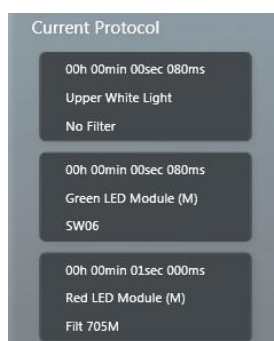 Current Protocol
00h 00min 00sec 080ms
Upper White Light
No Filter
00h 00min 00sec 080ms
Green LED Module (M)
SW06
00h 00min 01sec 000ms
Red LED Module (M)
Filt 705M